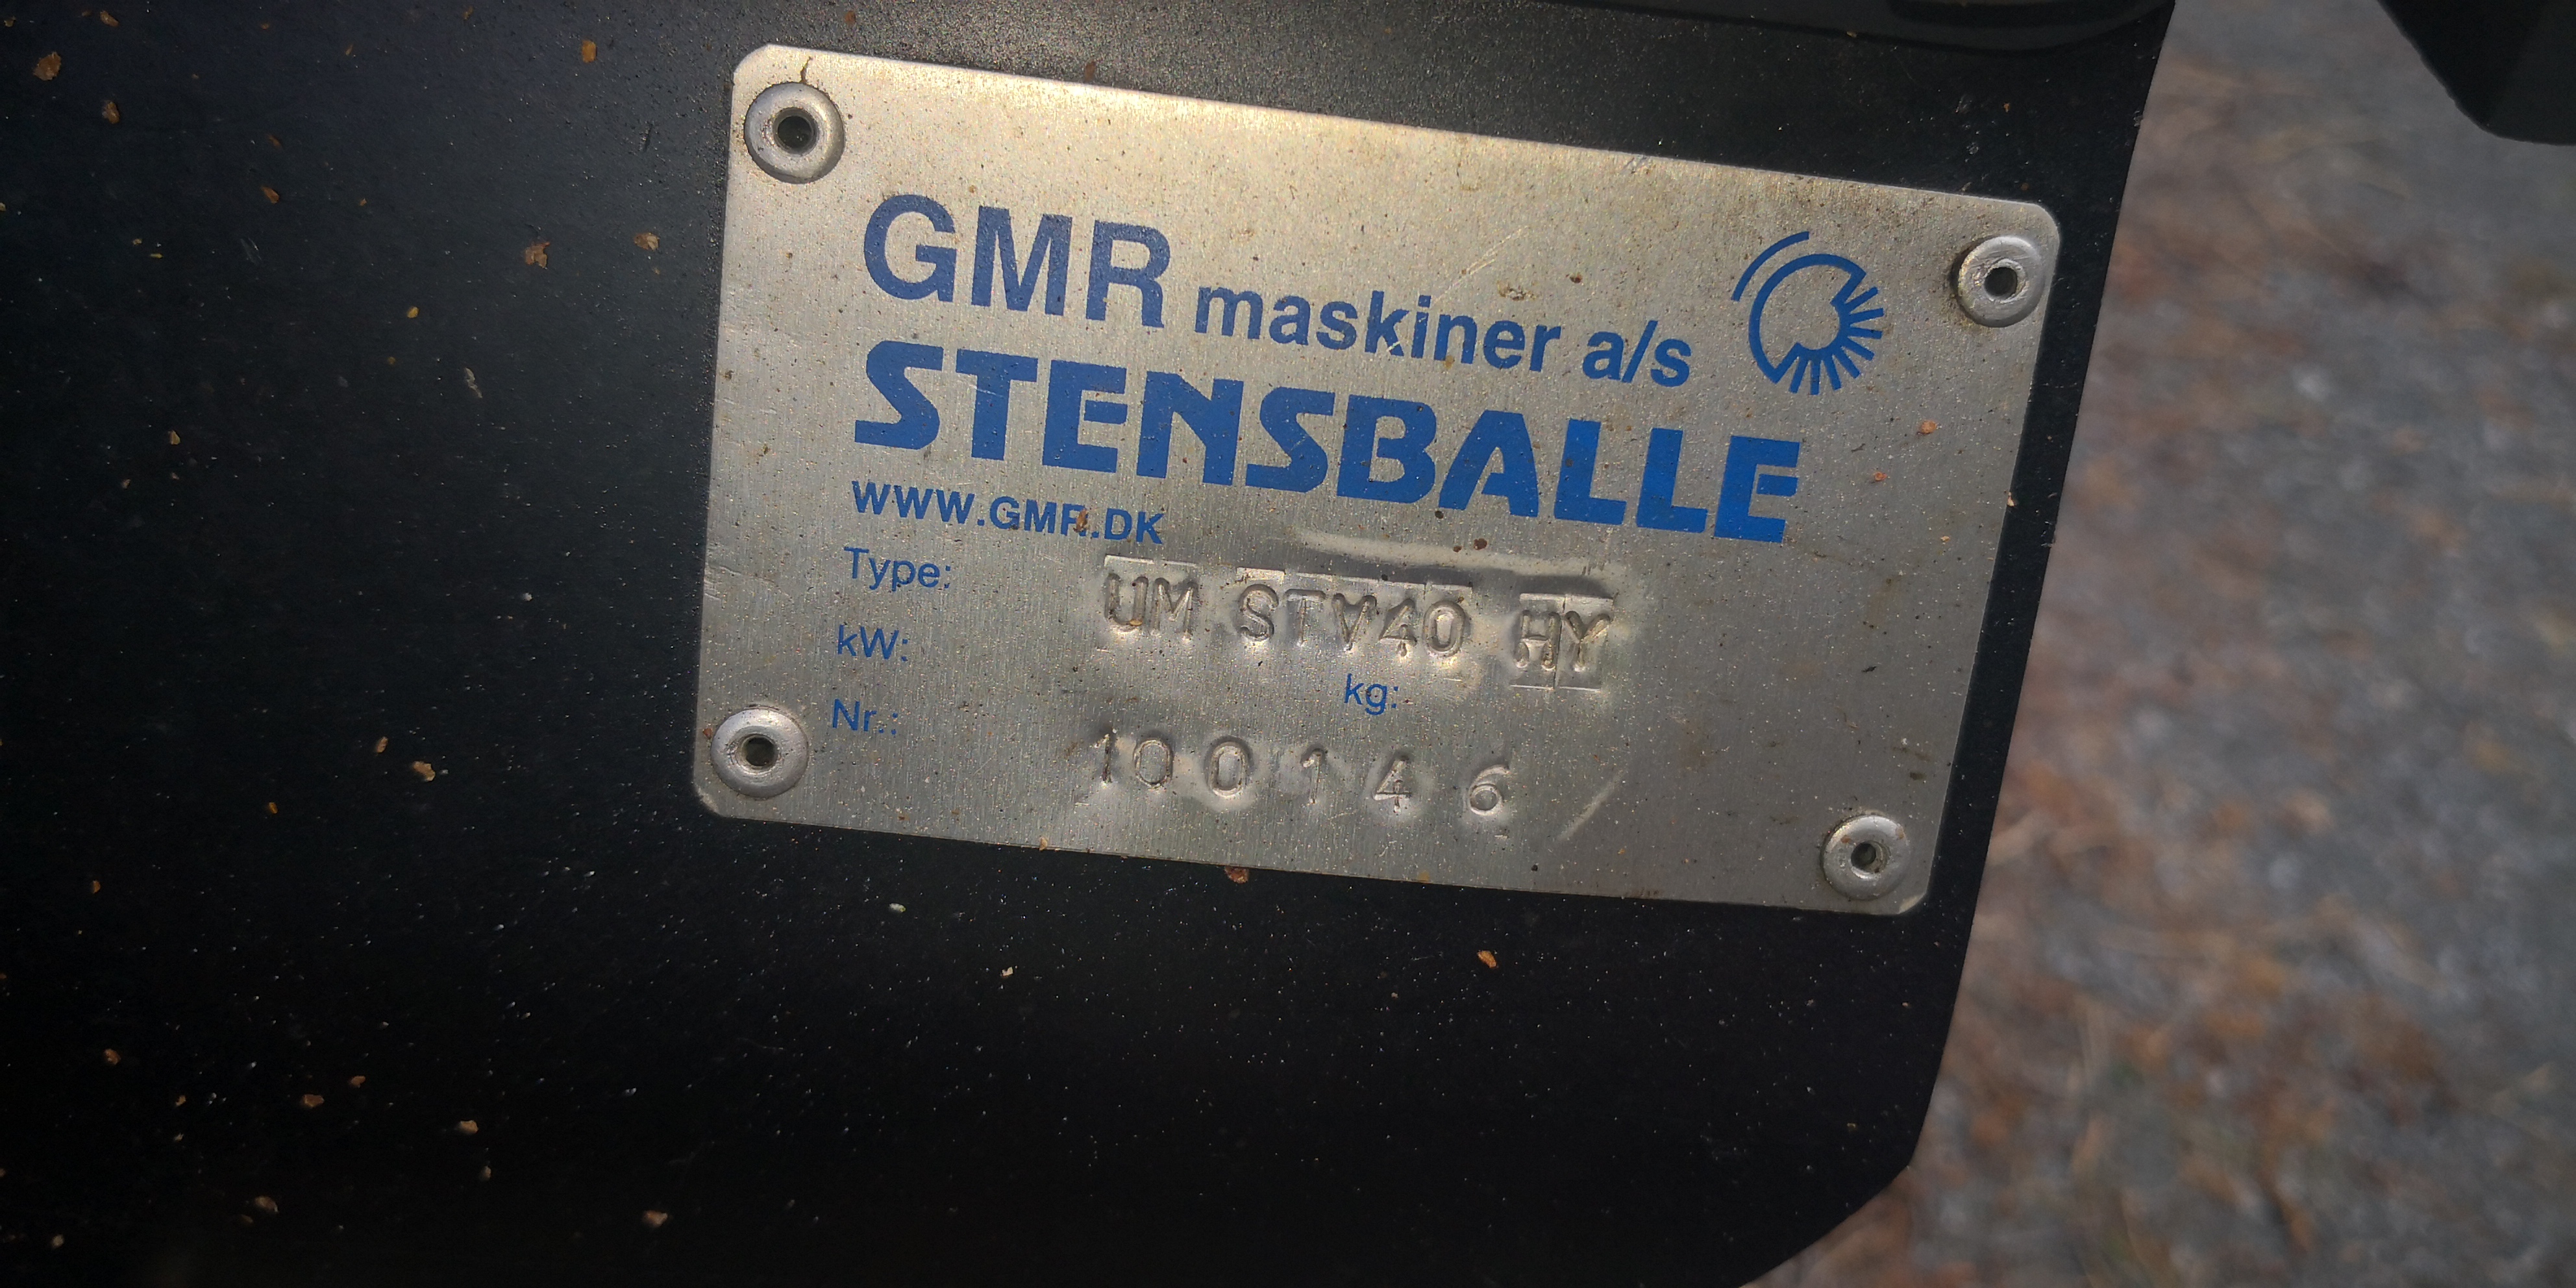 GMR maskiner a/s
STENSBALLE
WWW.GMR.DK
Type: UM STV40 HY
kW: kg:
Nr.: 100146